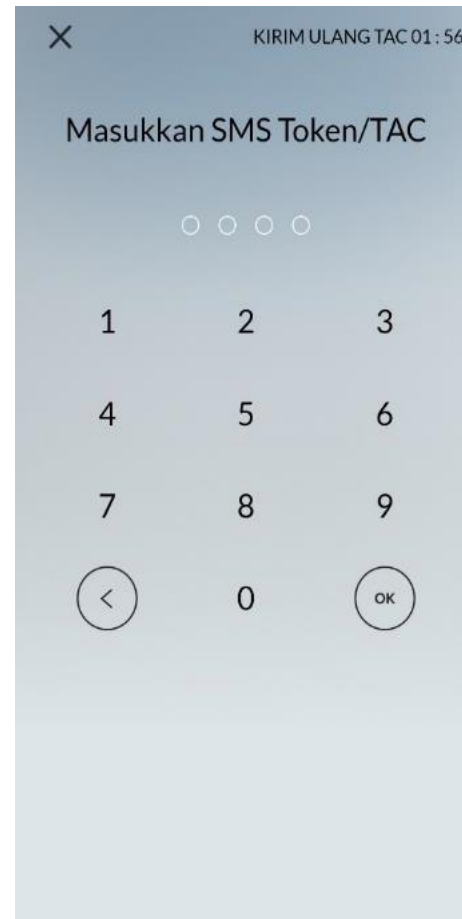 KIRIM ULANG TAC 01 : 56
Masukkan SMS Token/TAC
1 2 3
4 5 6
7 8 9
0 OK